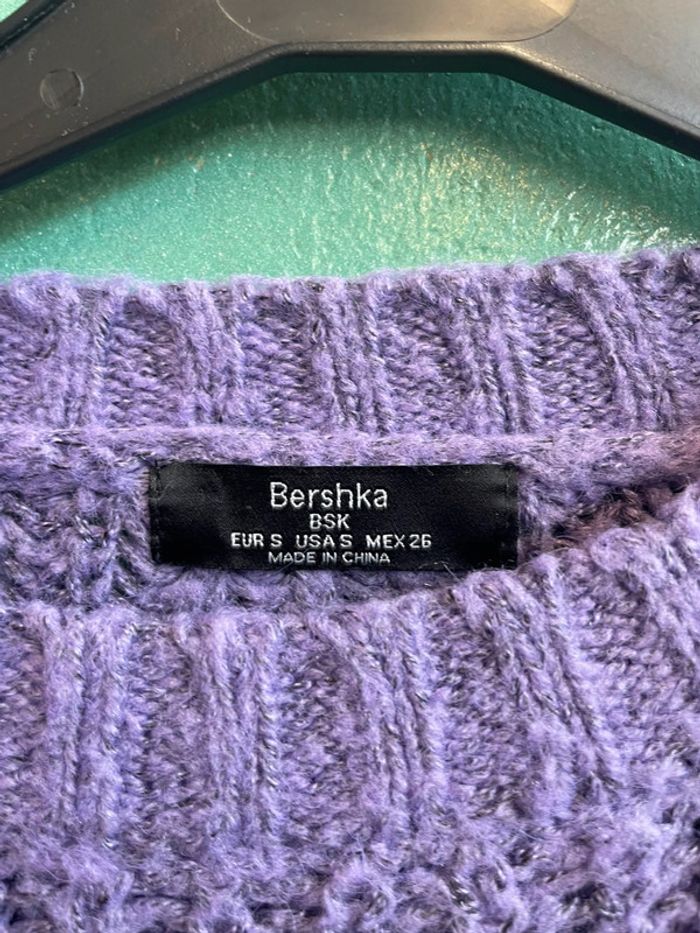 Bershka
BSK
EUR S USA S MEX 26
MADE IN CHINA